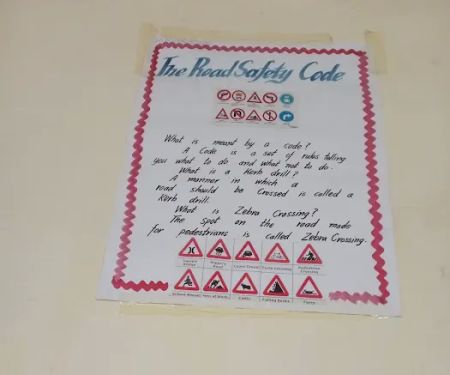 The Road Safety Code
What is meant by a code?
A Code is a set of rules telling
you what to do and what not to do.
What is a Kerb drill?
A manner in which a
road should be Crossed is called a
Kerb drill.
What is Zebra Crossing?
The spot on the road made
for pedestrians is called Zebra Crossing.